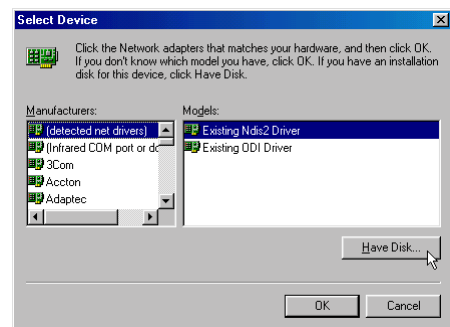 Select Device
Click the Network adapters that matches your hardware, and then click OK.
If you don't know which model you have, click OK. If you have an installation
disk for this device, click Have Disk.
Manufacturers:
(detected net drivers)
(Infrared COM port or do
3Com
Accton
Adaptec
Models:
Existing Ndis2 Driver
Existing ODI Driver
Have Disk...
OK
Cancel